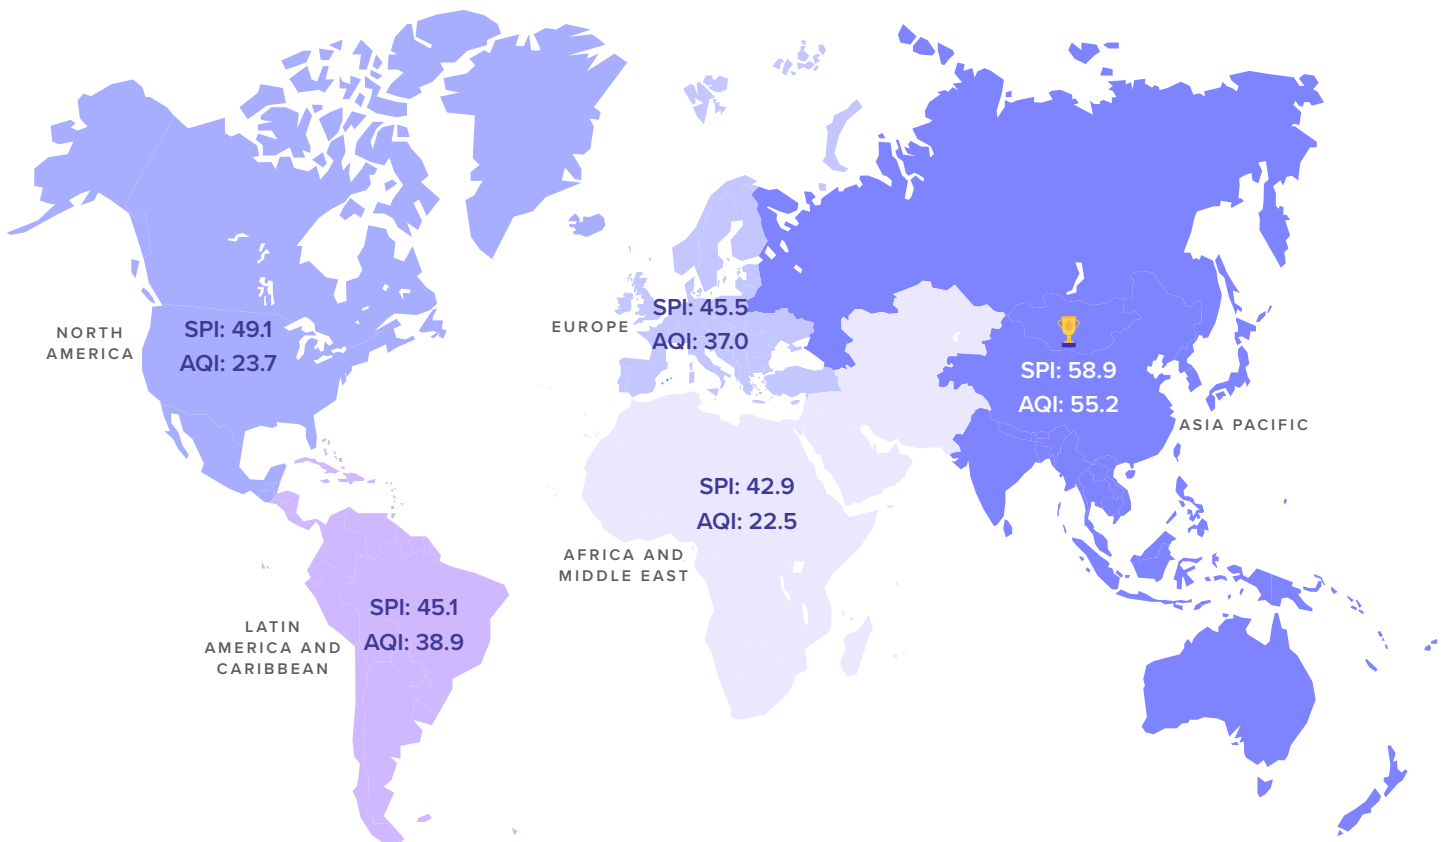 NORTH
AMERICA
SPI: 49.1
AQI: 23.7
EUROPE
SPI: 45.5
AQI: 37.0
SPI: 58.9
AQI: 55.2
ASIA PACIFIC
SPI: 42.9
AQI: 22.5
AFRICA AND
MIDDLE EAST
LATIN
AMERICA AND
CARIBBEAN
SPI: 45.1
AQI: 38.9